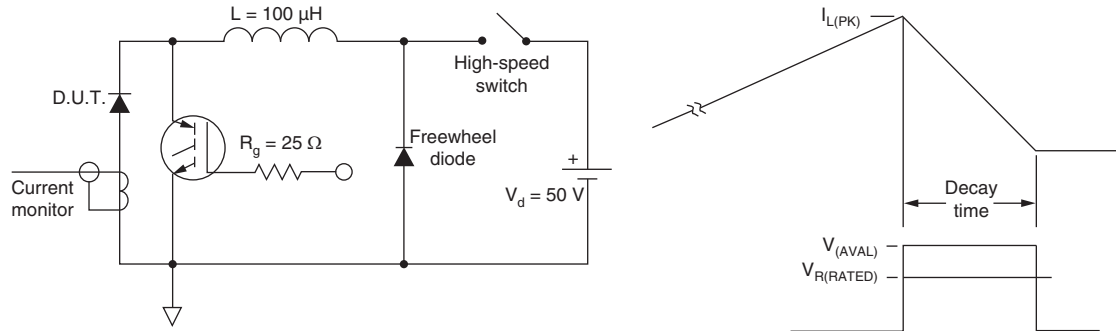 L = 100 µH
D.U.T.
High-speed
switch
R_g = 25 Ω
Freewheel
diode
Current
monitor
+
V_d = 50 V
I_L(PK)
Decay
time
V_(AVAL)
V_R(RATED)